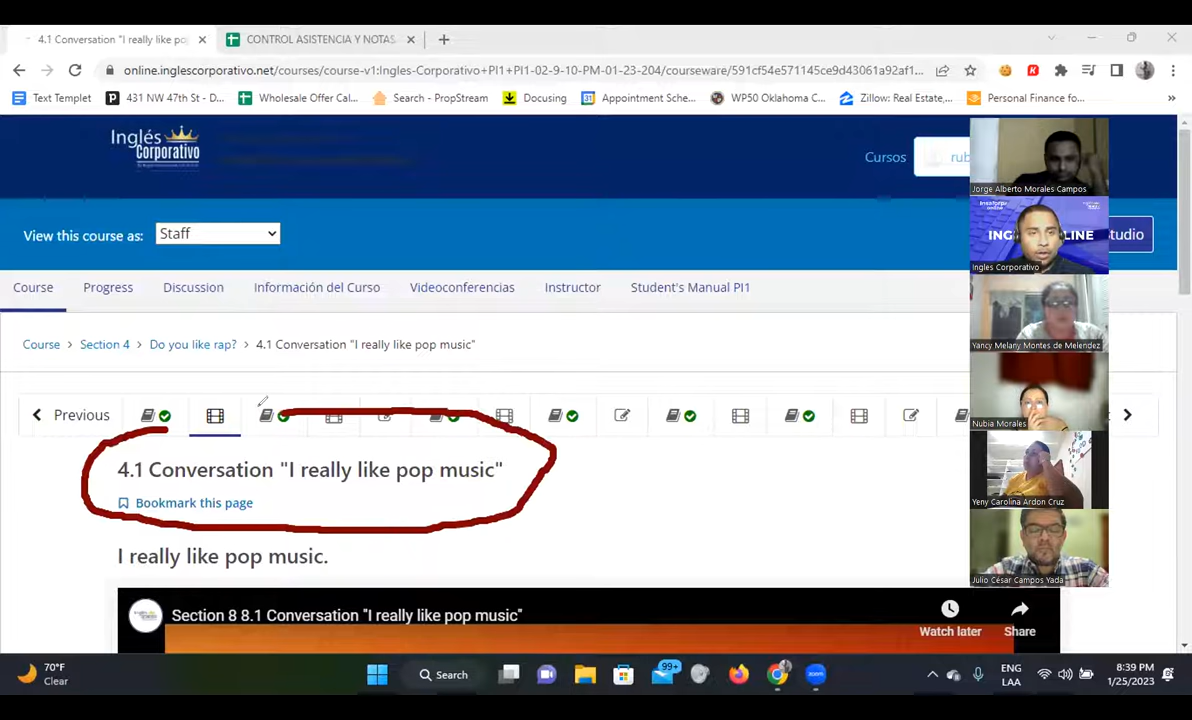 4.1 Conversation "I really like po
CONTROL ASISTENCIA Y NOTAS
online.inglescorporativo.net/courses/course-v1:Ingles-Corporativo+PI1+PI1-02-9-10-PM-01-23-204/courseware/591cf54e571145ce9d43061a92af1...
Text Templet
431 NW 47th St - D...
Wholesale Offer Cal...
Search - PropStream
Docusing
Appointment Sche...
WP50 Oklahoma C...
Zillow: Real Estate,...
Personal Finance fo...
»
Inglés
Corporativo
Cursos
rub
View this course as:
Staff
Studio
Course
Progress
Discussion
Información del Curso
Videoconferencias
Instructor
Student's Manual PI1
Course > Section 4 > Do you like rap? > 4.1 Conversation "I really like pop music"
Previous
4.1 Conversation "I really like pop music"
Bookmark this page
I really like pop music.
Section 8 8.1 Conversation "I really like pop music"
Watch later
Share
Jorge Alberto Morales Campos
ING LINE
Ingles Corporativo
Yancy Melany Montes de Melendez
Nubia Morales
Yeny Carolina Ardon Cruz
Julio César Campos Yada
70°F
Clear
Search
99+
zoom
ENG
LAA
8:39 PM
1/25/2023